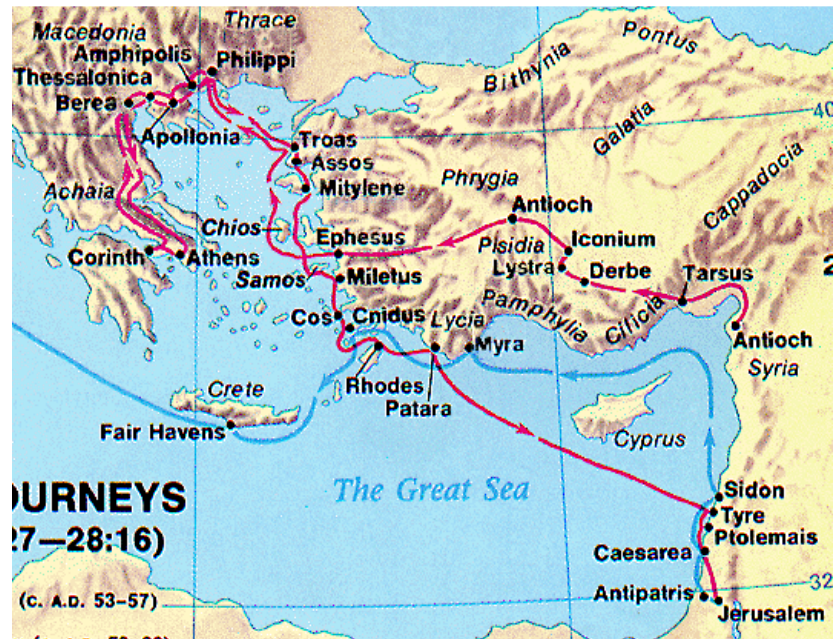 Thrace
Macedonia
Pontus
Amphipolis
Philippi
Bithynia
Thessalonica
Berea
40
Apollonia
Troas
Galatia
Assos
Cappadocia
Mitylene
Phrygia
Achaia
Antioch
Chios
Ephesus
Pisidia
Iconium
Corinth
Athens
Lystra
2
Samos
Miletus
Derbe
Tarsus
Pamphylia
Cificia
Cos
Cnidus
Lycia
Myra
Antioch
Syria
Rhodes
Crete
Patara
Fair Havens
Cyprus
OURNEYS
The Great Sea
Sidon
Tyre
27—28:16)
Ptolemais
Caesarea
32
Antipatris
(C. A.D. 53–57)
Jerusalem